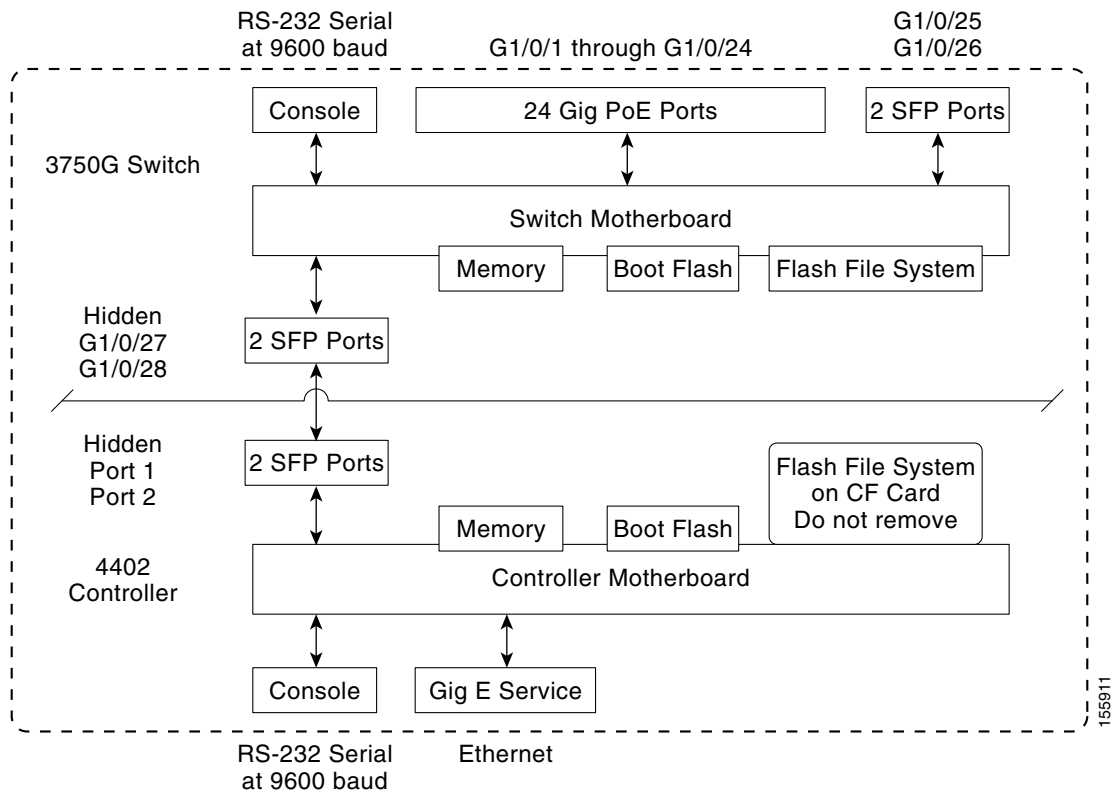 RS-232 Serial
at 9600 baud
G1/0/1 through G1/0/24
G1/0/25
G1/0/26
Console
24 Gig PoE Ports
2 SFP Ports
3750G Switch
Switch Motherboard
Memory
Boot Flash
Flash File System
Hidden
G1/0/27
G1/0/28
2 SFP Ports
Hidden
Port 1
Port 2
2 SFP Ports
Flash File System
on CF Card
Do not remove
Memory
Boot Flash
4402
Controller
Controller Motherboard
Console
Gig E Service
155911
RS-232 Serial
at 9600 baud
Ethernet